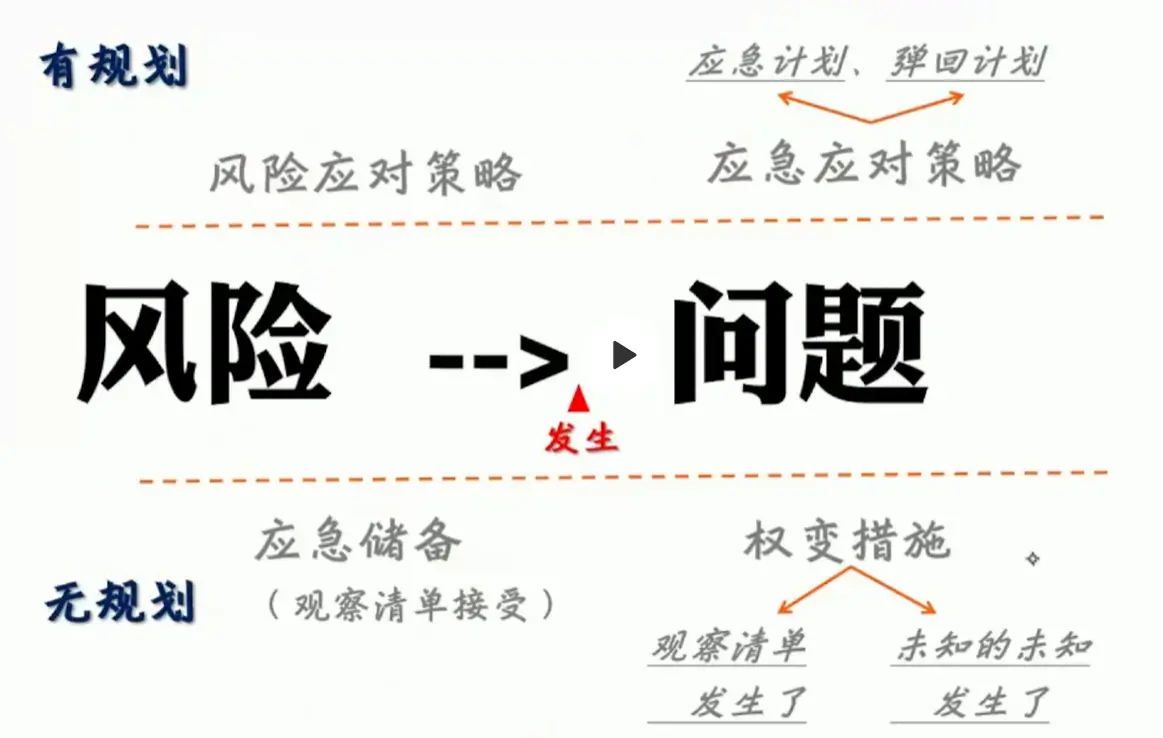 有规划
应急计划、弹回计划
风险应对策略
应急应对策略
风险 --> 问题
发生
应急储备
权变措施
无规划
（观察清单接受）
观察清单
发生了
未知的未知
发生了